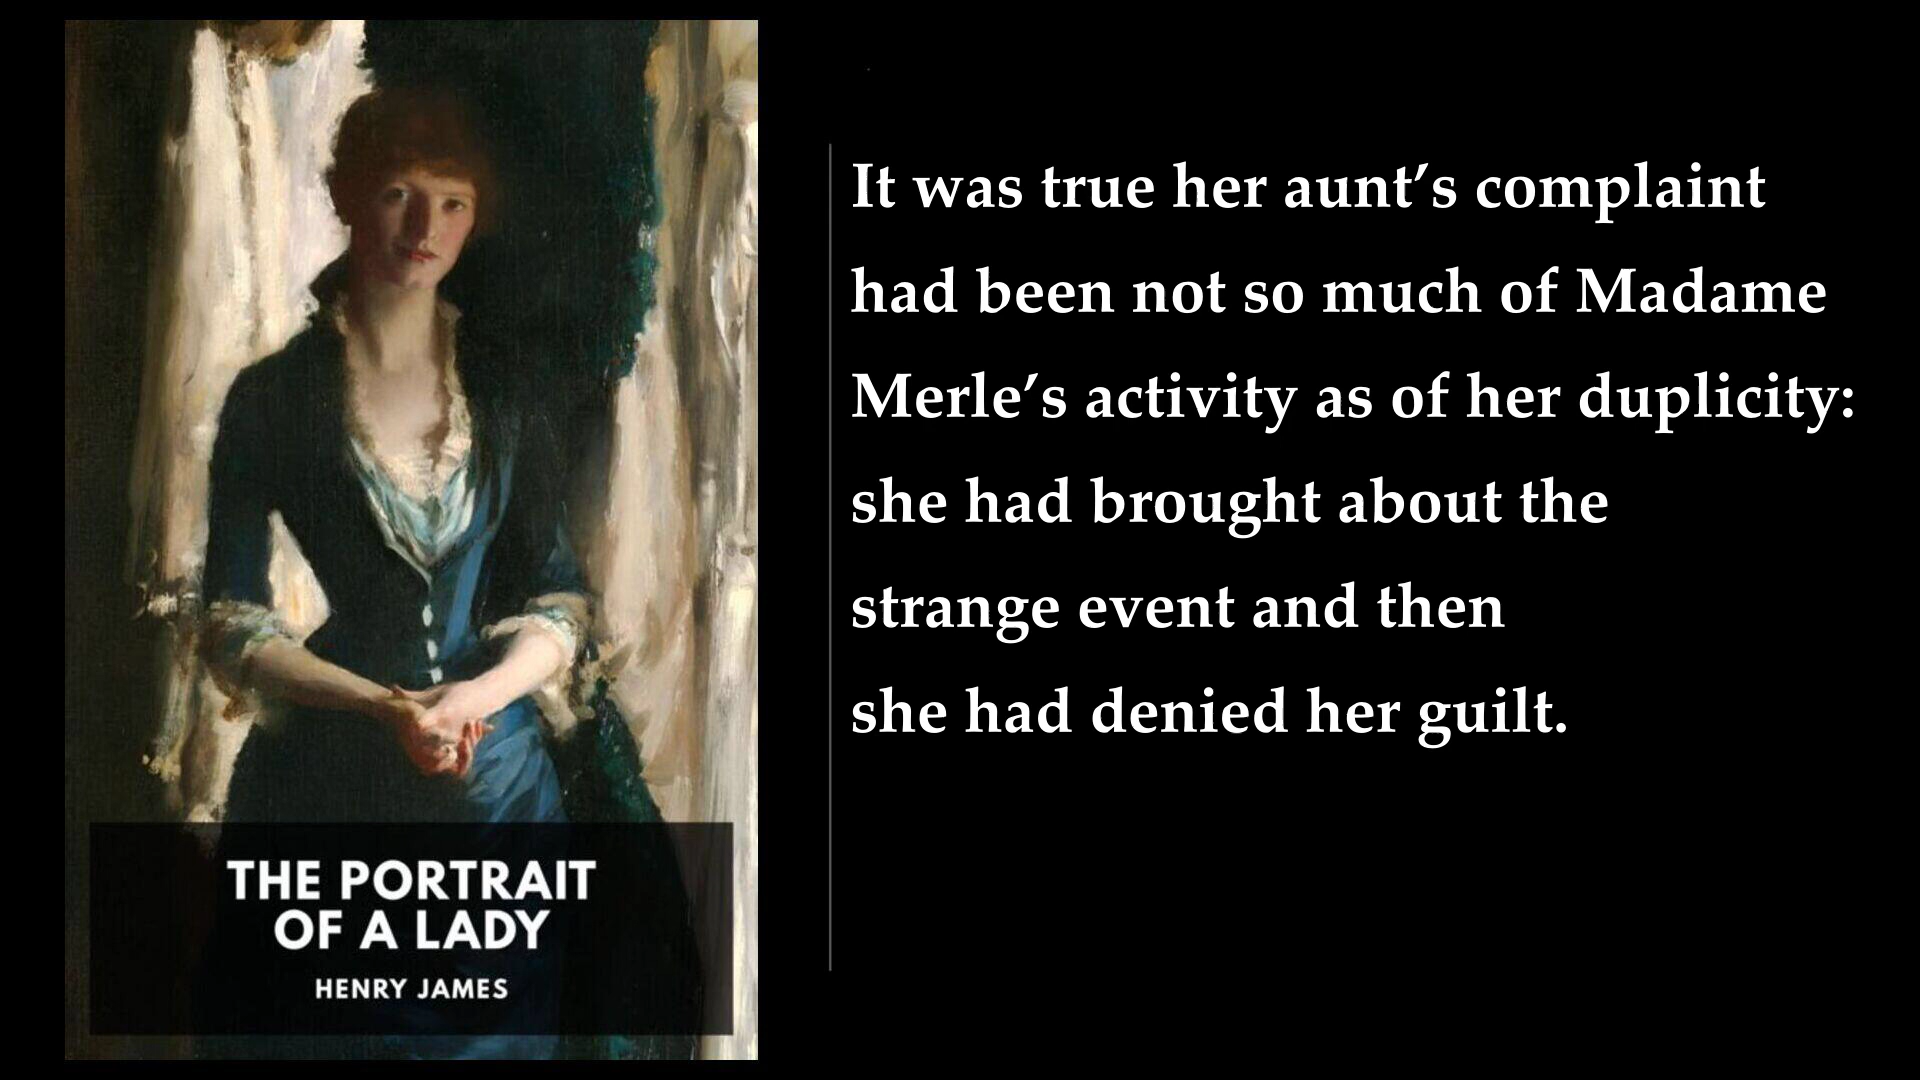 It was true her aunt’s complaint
had been not so much of Madame
Merle’s activity as of her duplicity:
she had brought about the
strange event and then
she had denied her guilt.
THE PORTRAIT
OF A LADY
HENRY JAMES